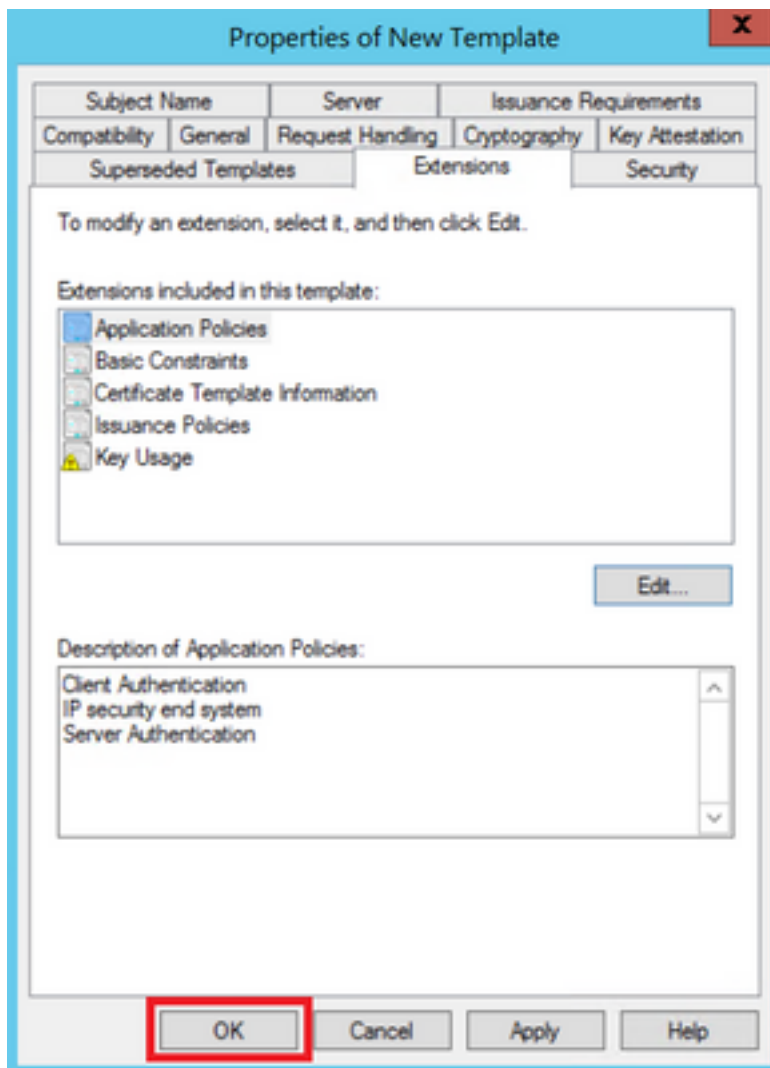 Properties of New Template
x
Subject Name Server Issuance Requirements
Compatibility General Request Handling Cryptography Key Attestation
Superseded Templates Extensions Security
To modify an extension, select it, and then click Edit.
Extensions included in this template:
Application Policies
Basic Constraints
Certificate Template Information
Issuance Policies
Key Usage
Edit...
Description of Application Policies:
Client Authentication
IP security end system
Server Authentication
OK Cancel Apply Help